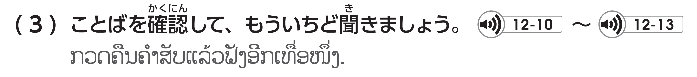 (3) ことばを確認して、もういちど聞きましょう。 12-10 ～ 12-13
ກວດຄືນຄຳສັບແລ້ວຟັງອີກເທື່ອໜຶ່ງ.